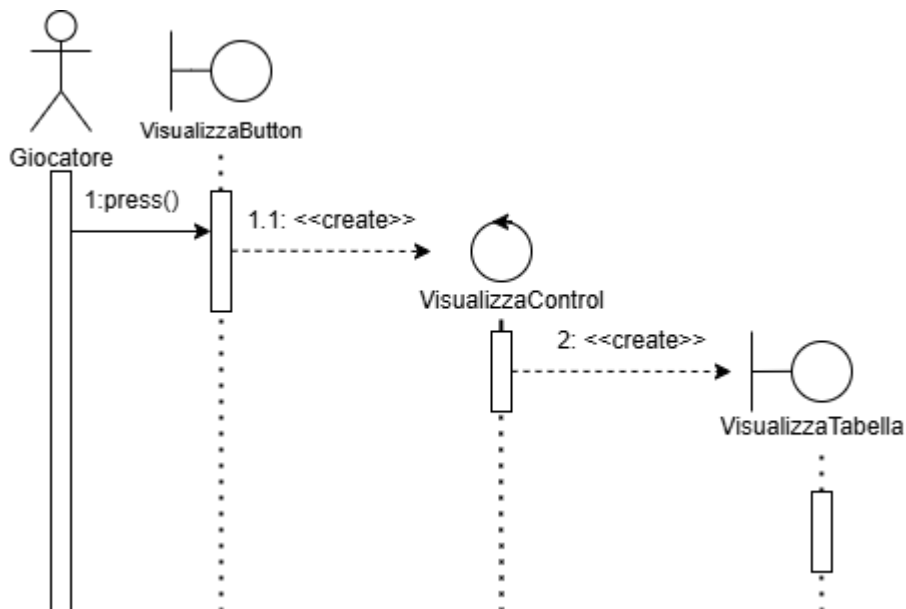 VisualizzaButton
Giocatore
1:press()
1.1: <<create>>
VisualizzaControl
2: <<create>>
VisualizzaTabella